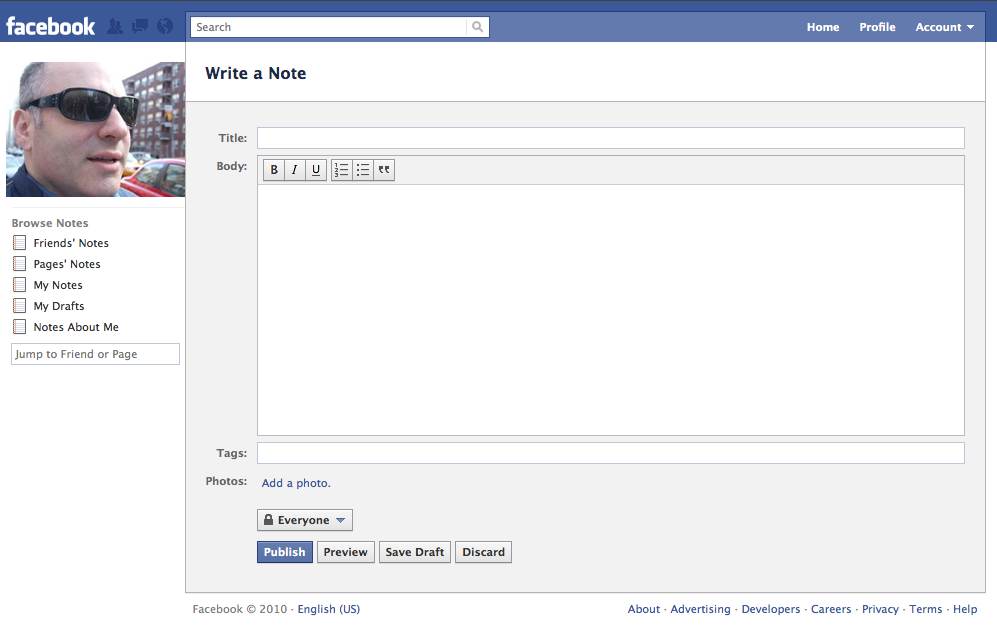 facebook
Search
Home Profile Account
Write a Note
Title:
Body:
B I U
Browse Notes
Friends' Notes
Pages' Notes
My Notes
My Drafts
Notes About Me
Jump to Friend or Page
Tags:
Photos: Add a photo.
Everyone
Publish Preview Save Draft Discard
Facebook © 2010 · English (US)
About · Advertising · Developers · Careers · Privacy · Terms · Help